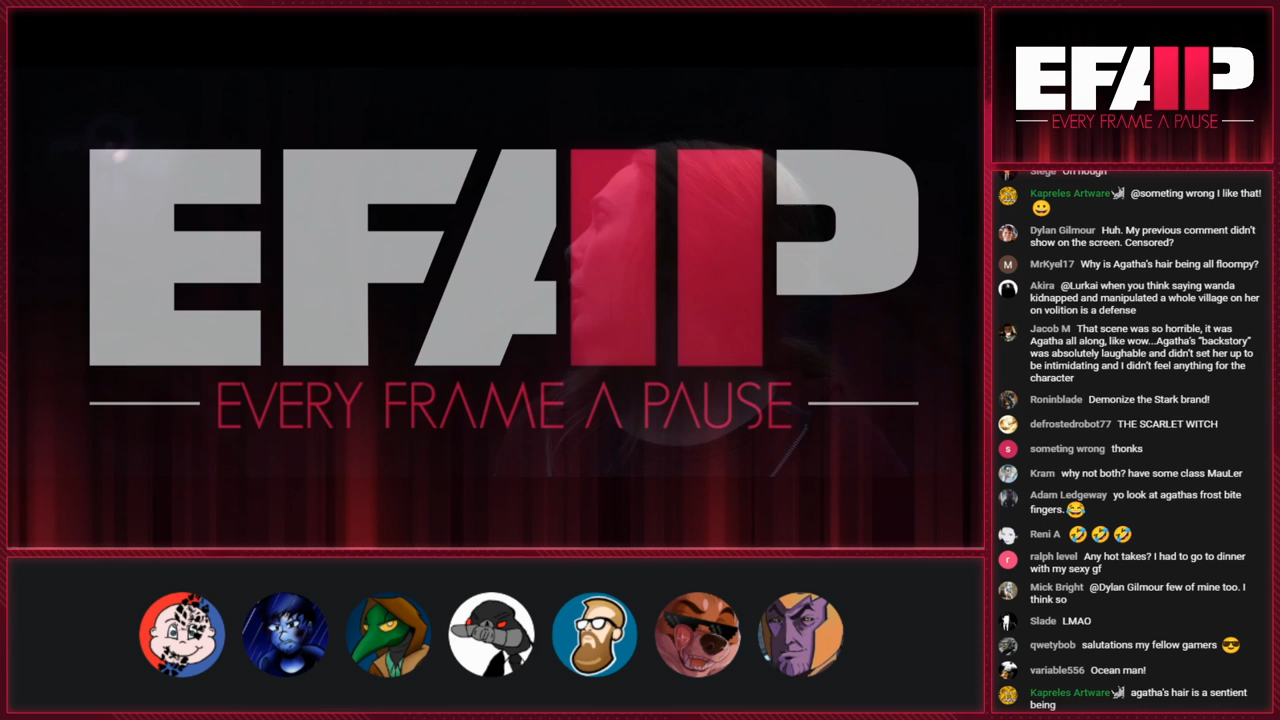 EFAP
EVERY FRAME A PAUSE
EFAP
EVERY FRAME A PAUSE
Siege Oh nough
Kapreles Artware @someting wrong I like that!
Dylan Gilmour Huh. My previous comment didn't
show on the screen. Censored?
M MrKyel17 Why is Agatha's hair being all floompy?
Akira @Lurkai when you think saying wanda
kidnapped and manipulated a whole village on her
on volition is a defense
Jacob M That scene was so horrible, it was
Agatha all along, like wow...Agatha's "backstory"
was absolutely laughable and didn't set her up to
be intimidating and I didn't feel anything for the
character
Roninblade Demonize the Stark brand!
defrostedrobot77 THE SCARLET WITCH
s someting wrong thonks
Kram why not both? have some class MauLer
Adam Ledgeway yo look at agathas frost bite
fingers.😂
Reni A 🤣🤣🤣
r ralph level Any hot takes? I had to go to dinner
with my sexy gf
Mick Bright @Dylan Gilmour few of mine too. I
think so
Slade LMAO
qwetybob salutations my fellow gamers 😎
variable556 Ocean man!
Kapreles Artware agatha's hair is a sentient
being